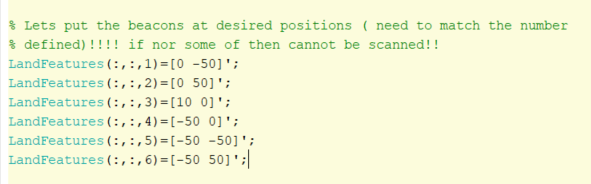 % Lets put the beacons at desired positions ( need to match the number
% defined)!!!! if nor some of then cannot be scanned!!
LandFeatures(:,:,1)=[0 -50]';
LandFeatures(:,:,2)=[0 50]';
LandFeatures(:,:,3)=[10 0]';
LandFeatures(:,:,4)=[-50 0]';
LandFeatures(:,:,5)=[-50 -50]';
LandFeatures(:,:,6)=[-50 50]';